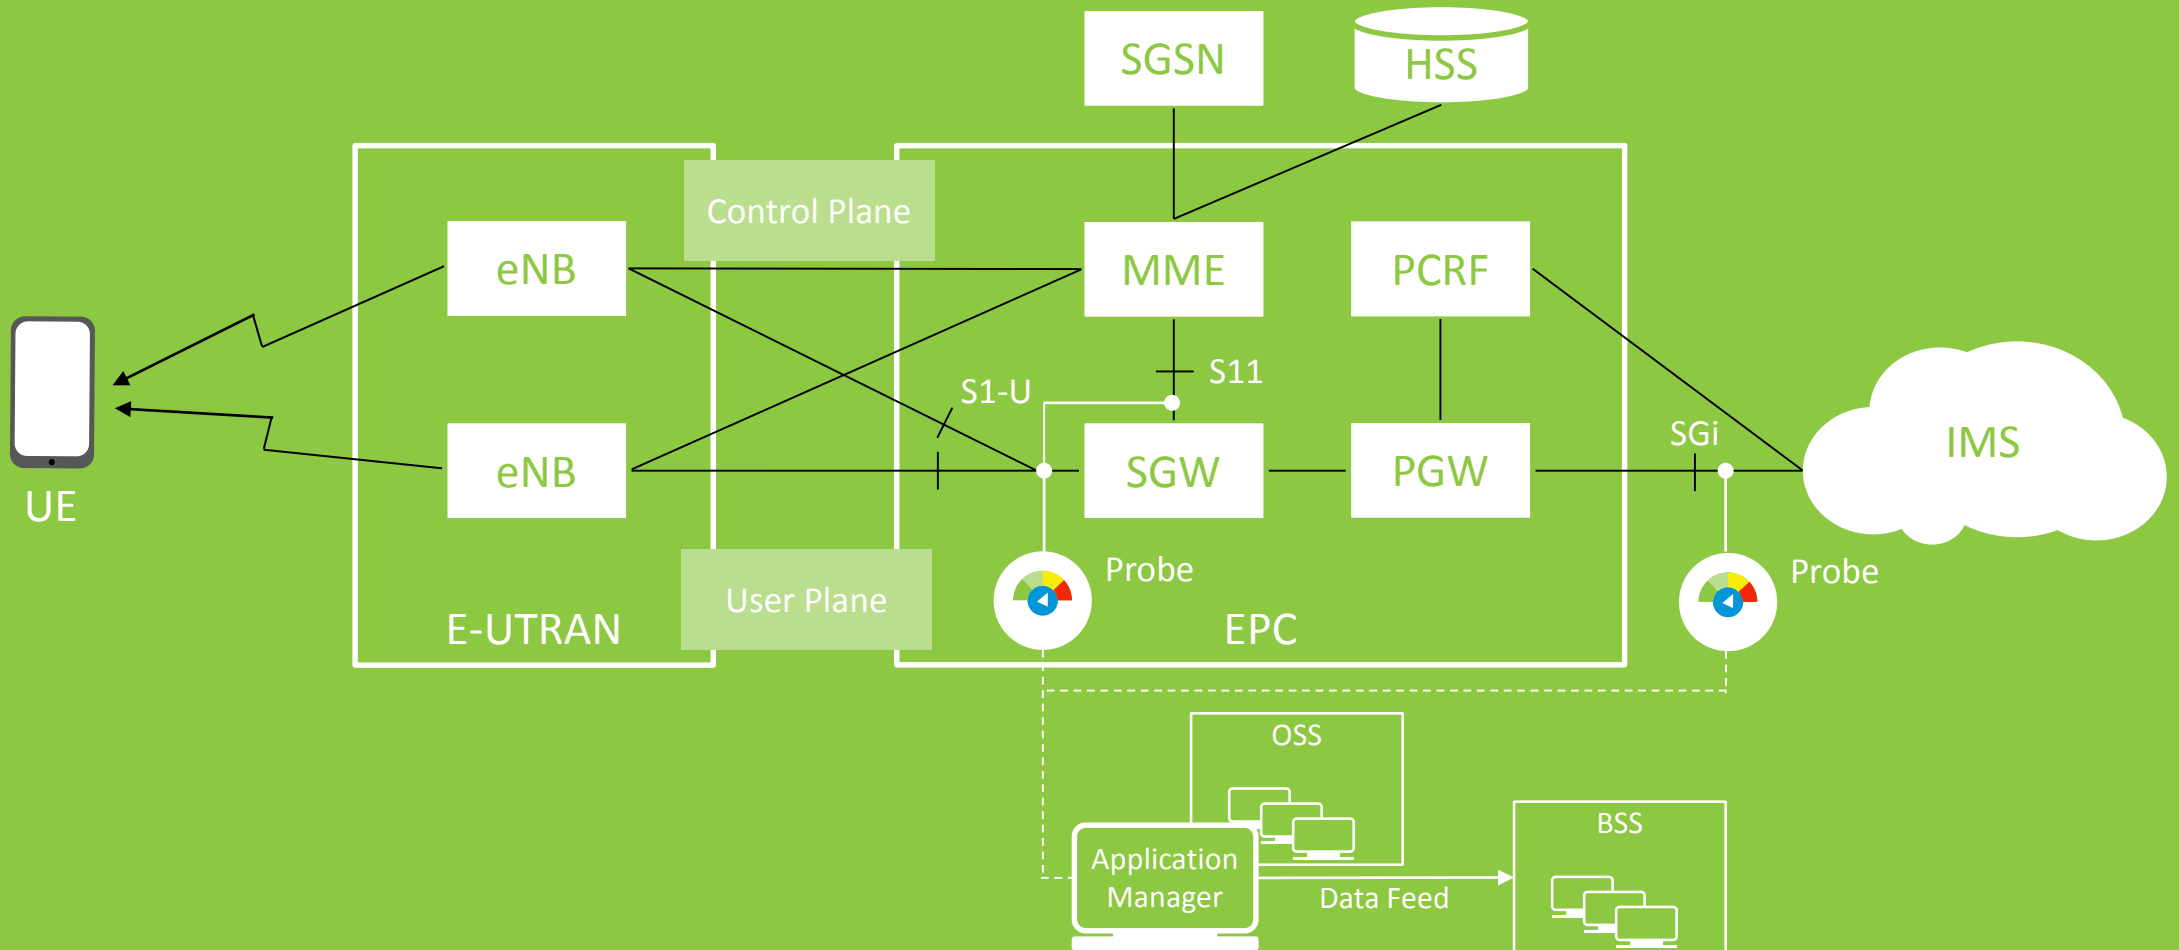 SGSN
HSS
Control Plane
eNB
MME
PCRF
S11
S1-U
SGi
IMS
eNB
SGW
PGW
UE
Probe
Probe
User Plane
E-UTRAN
EPC
OSS
BSS
Application
Manager
Data Feed